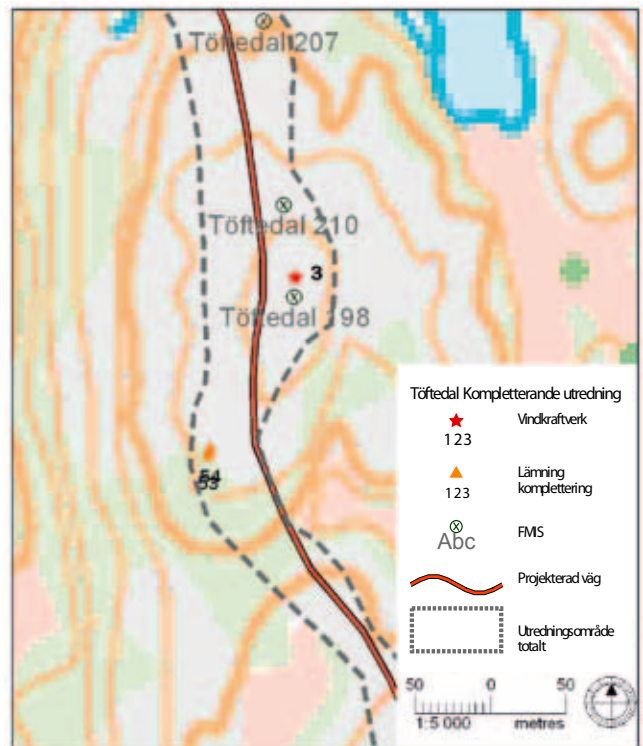 Töftedal 207
Töftedal 210
3
Töftedal 198
54
53
Töftedal Kompletterande utredning
Vindkraftverk
123
Lämning
komplettering
123
FMIS
Abc
Projekterad väg
Utredningsområde
totalt
50 0 50
1:5 000 metres